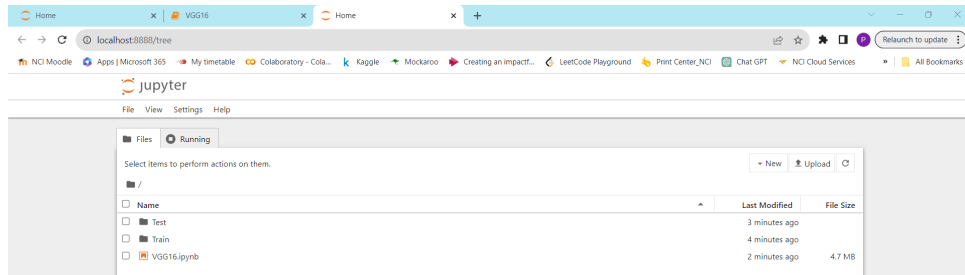 Home VGG16 Home
localhost:8888/tree P Relaunch to update
NCI Moodle Apps | Microsoft 365 My timetable Colaboratory - Cola... Kaggle Mockaroo Creating an impactf... LeetCode Playground Print Center_NCI Chat GPT NCI Cloud Services » All Bookmarks
jupyter
File View Settings Help
Files Running
Select items to perform actions on them. New Upload
/
Name Last Modified File Size
Test 3 minutes ago
Train 4 minutes ago
VGG16.ipynb 2 minutes ago 4.7 MB